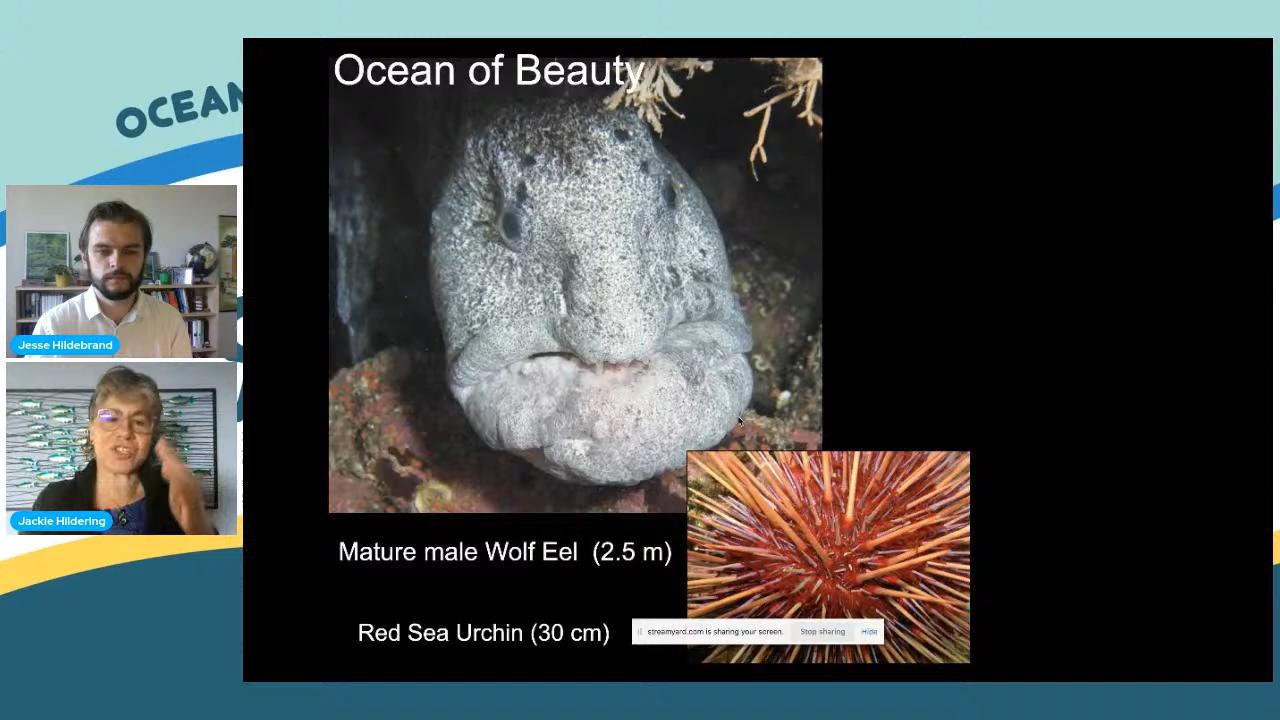 OCEAN
Ocean of Beauty
Jesse Hildebrand
Jackie Hildering
Mature male Wolf Eel (2.5 m)
Red Sea Urchin (30 cm)
streamyard.com is sharing your screen. Stop sharing Hide